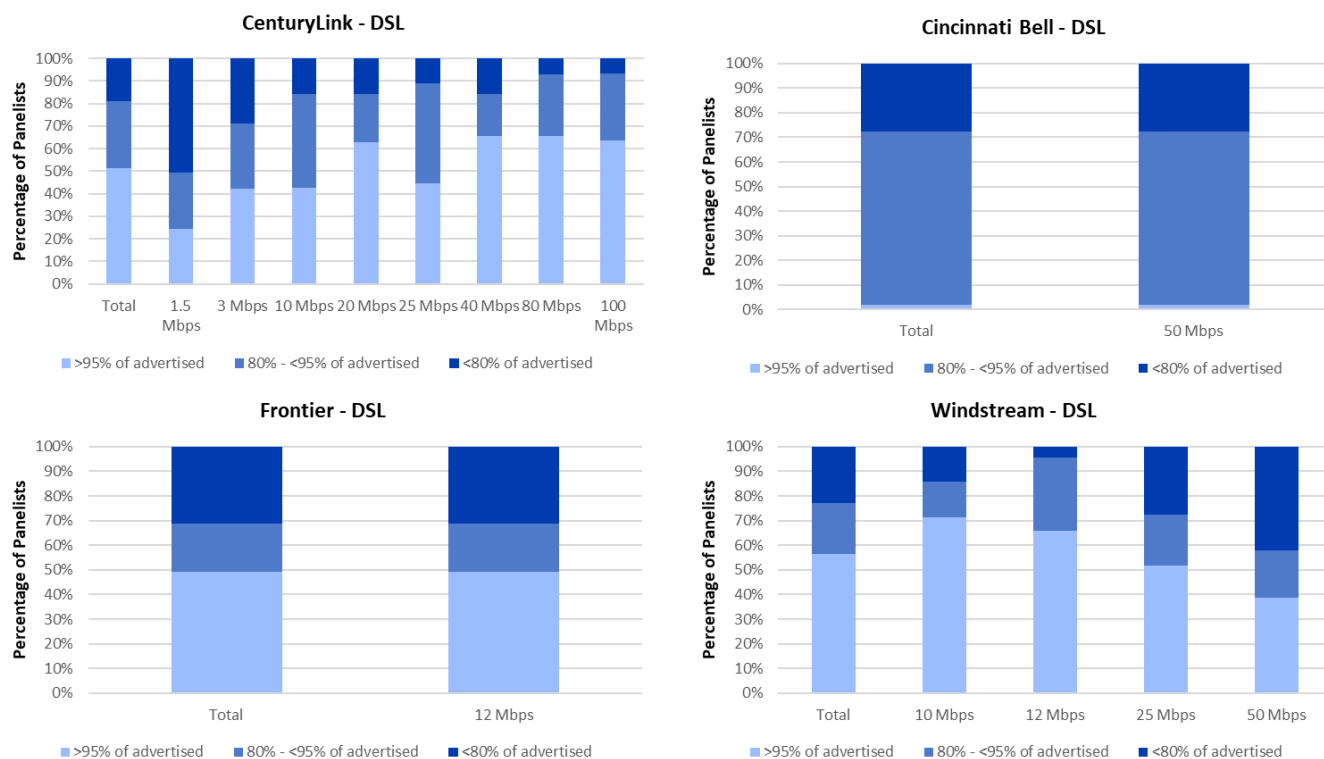 CenturyLink - DSL
Percentage of Panelists
100%
90%
80%
70%
60%
50%
40%
30%
20%
10%
0%
Total 1.5 Mbps 3 Mbps 10 Mbps 20 Mbps 25 Mbps 40 Mbps 80 Mbps 100 Mbps
>95% of advertised 80% - <95% of advertised <80% of advertised
Cincinnati Bell - DSL
Percentage of Panelists
100%
90%
80%
70%
60%
50%
40%
30%
20%
10%
0%
Total 50 Mbps
>95% of advertised 80% - <95% of advertised <80% of advertised
Frontier - DSL
Percentage of Panelists
100%
90%
80%
70%
60%
50%
40%
30%
20%
10%
0%
Total 12 Mbps
>95% of advertised 80% - <95% of advertised <80% of advertised
Windstream - DSL
Percentage of Panelists
100%
90%
80%
70%
60%
50%
40%
30%
20%
10%
0%
Total 10 Mbps 12 Mbps 25 Mbps 50 Mbps
>95% of advertised 80% - <95% of advertised <80% of advertised